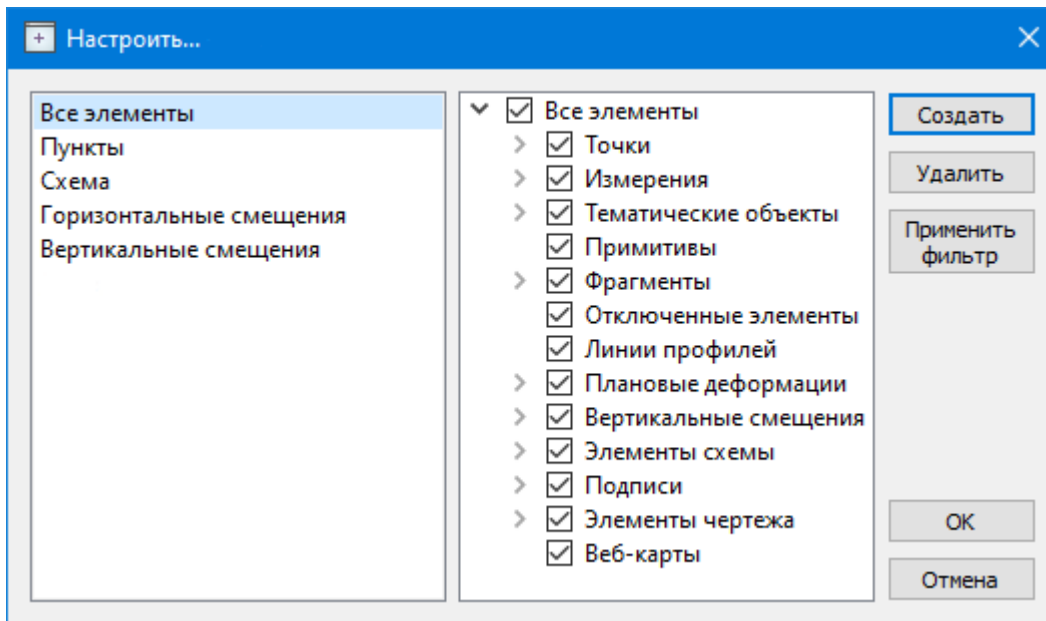 Настроить...
Все элементы
Пункты
Схема
Горизонтальные смещения
Вертикальные смещения
Все элементы
Точки
Измерения
Тематические объекты
Примитивы
Фрагменты
Отключенные элементы
Линии профилей
Плановые деформации
Вертикальные смещения
Элементы схемы
Подписи
Элементы чертежа
Веб-карты
Создать
Удалить
Применить
фильтр
OK
Отмена